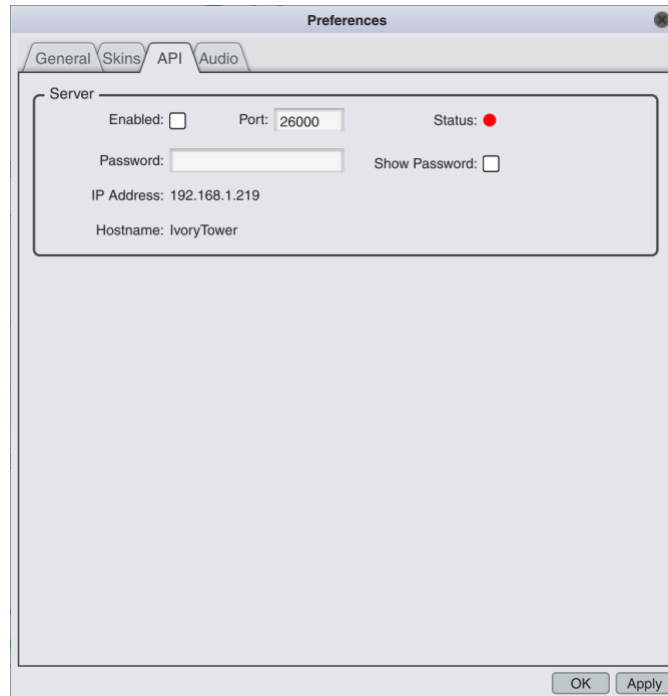 Preferences
General Skins API Audio
Server
Enabled: Port: 26000 Status:
Password: Show Password:
IP Address: 192.168.1.219
Hostname: IvoryTower
OK Apply